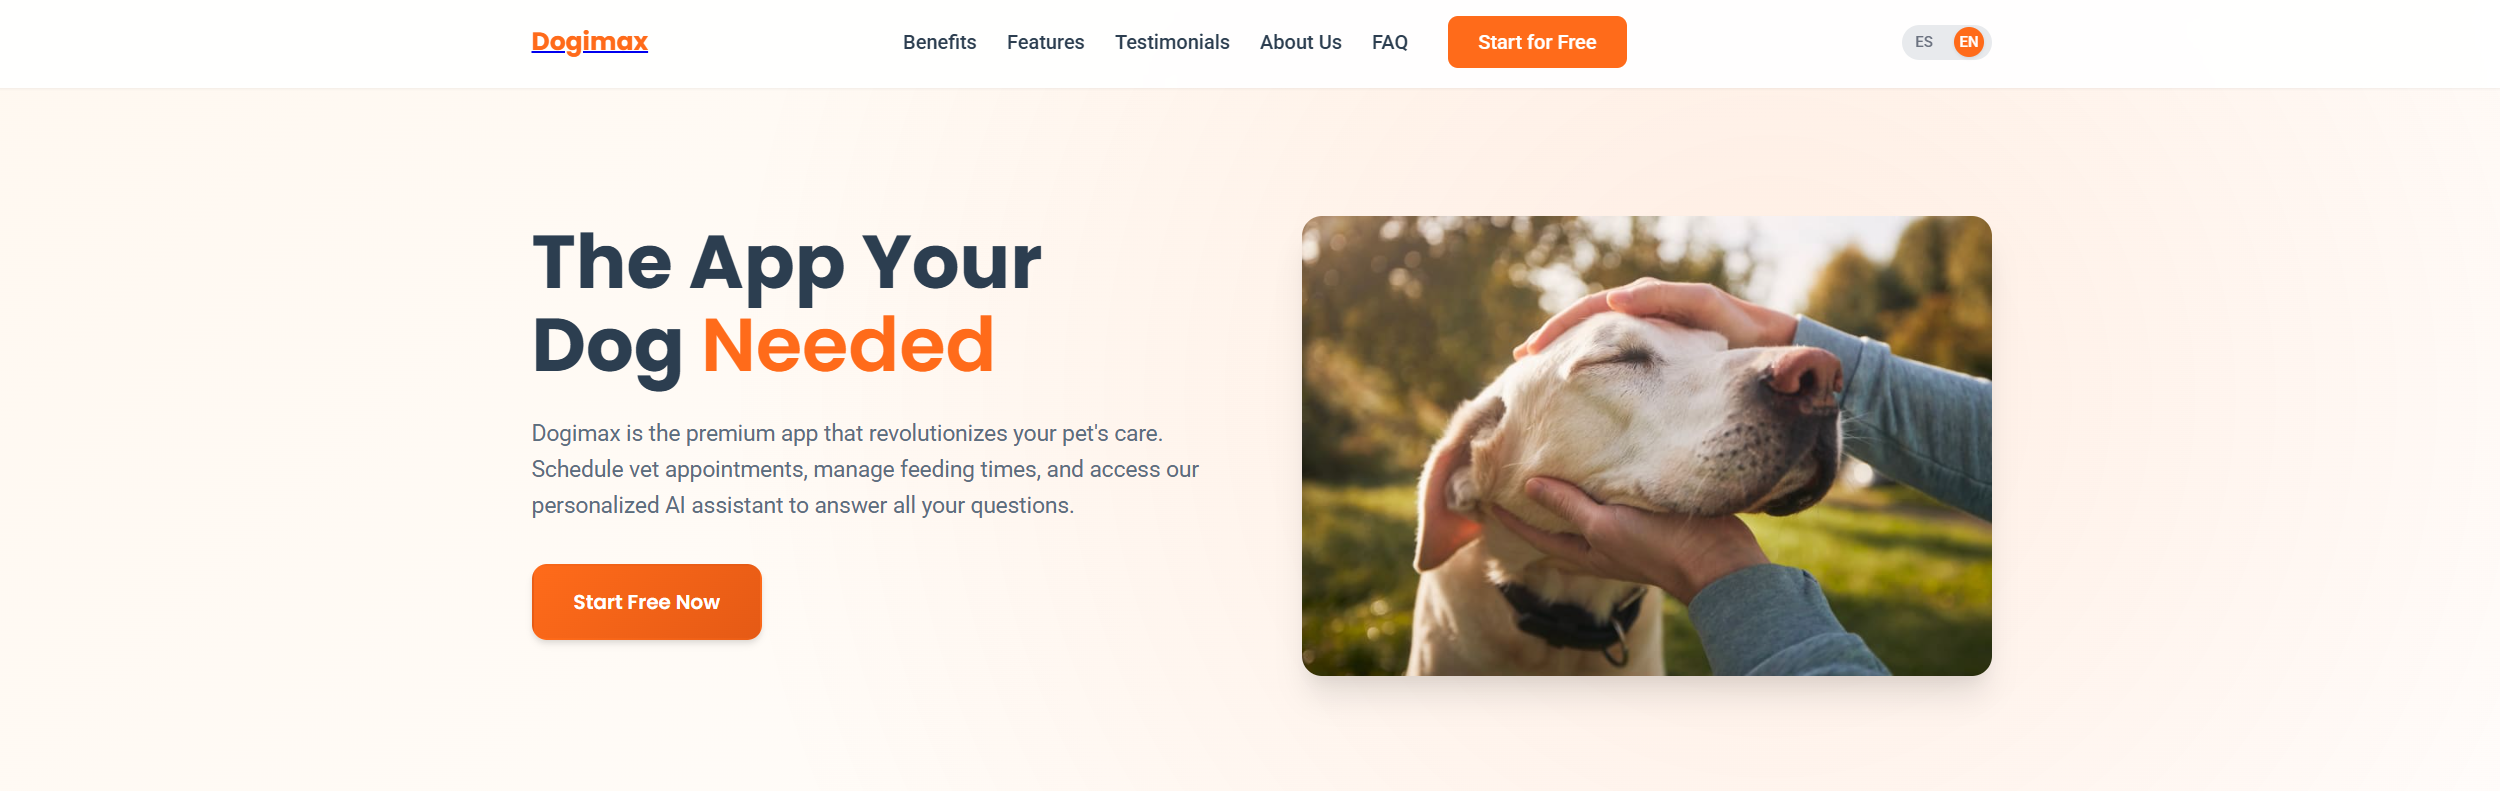 Dogimax
Benefits Features Testimonials About Us FAQ Start for Free ES EN
The App Your
Dog Needed
Dogimax is the premium app that revolutionizes your pet's care.
Schedule vet appointments, manage feeding times, and access our
personalized AI assistant to answer all your questions.
Start Free Now